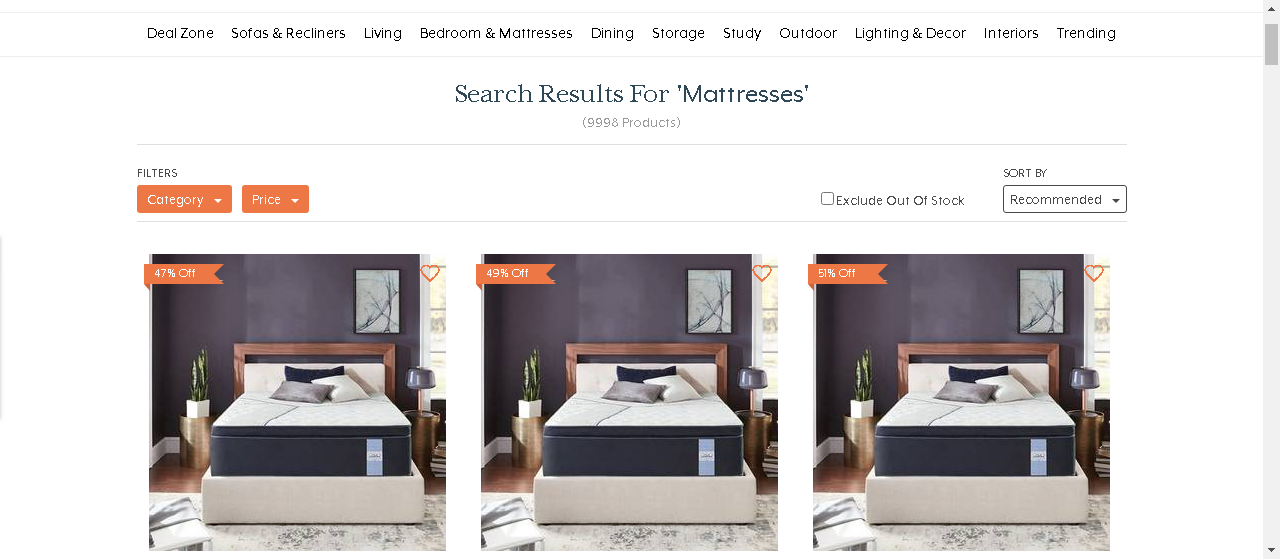 Deal Zone Sofas & Recliners Living Bedroom & Mattresses Dining Storage Study Outdoor Lighting & Decor Interiors Trending
Search Results For 'Mattresses'
(9998 Products)
FILTERS SORT BY
Category Price Exclude Out Of Stock Recommended
47% Off 49% Off 51% Off